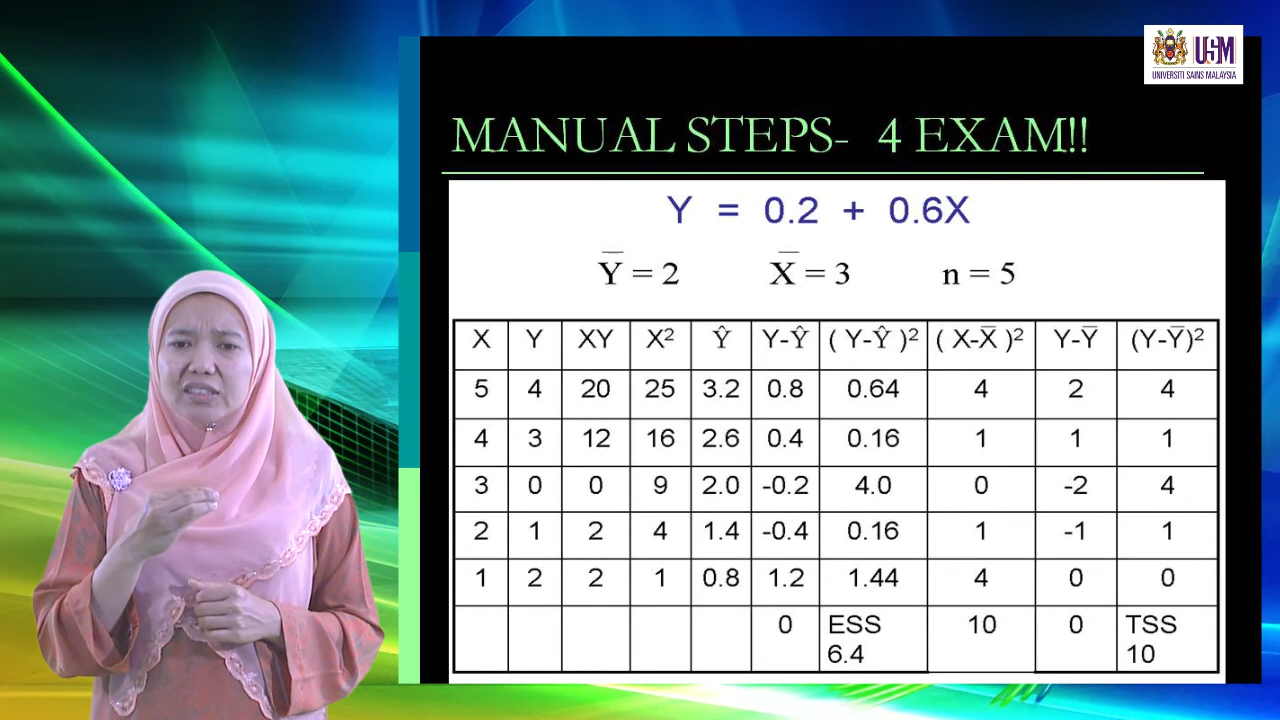 USM
UNIVERSITI SAINS MALAYSIA
MANUAL STEPS- 4 EXAM!!
Y = 0.2 + 0.6X
Y̅ = 2 X̅ = 3 n = 5
X Y XY X² Ŷ Y-Ŷ ( Y-Ŷ )² ( X-X̅ )² Y-Y̅ (Y-Y̅)²
5 4 20 25 3.2 0.8 0.64 4 2 4
4 3 12 16 2.6 0.4 0.16 1 1 1
3 0 0 9 2.0 -0.2 4.0 0 -2 4
2 1 2 4 1.4 -0.4 0.16 1 -1 1
1 2 2 1 0.8 1.2 1.44 4 0 0
0 ESS 10 0 TSS
6.4 10